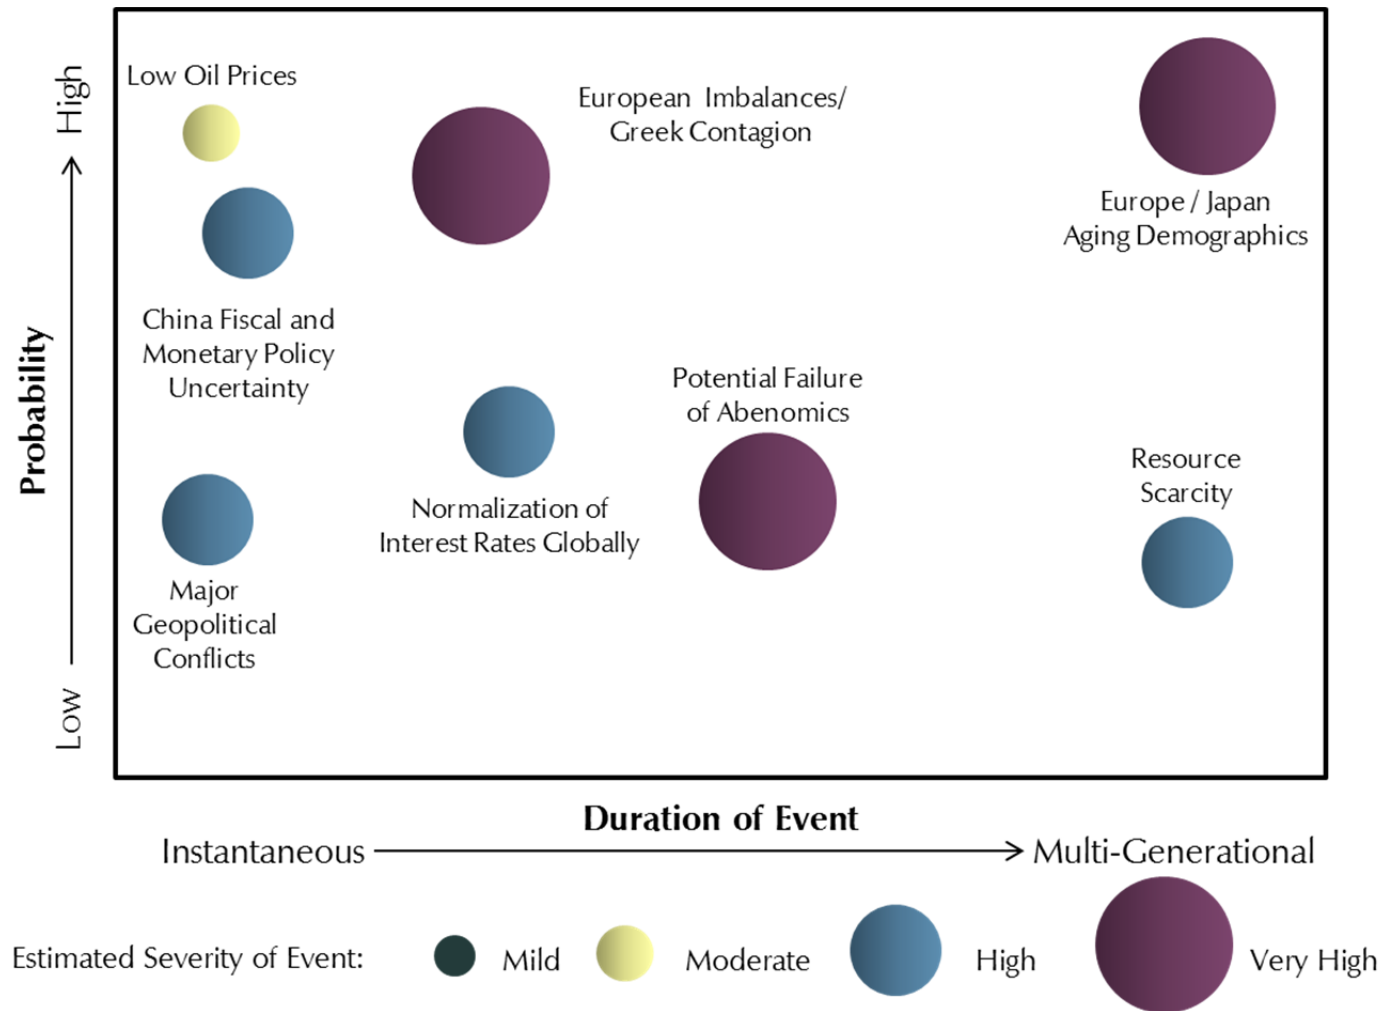 High
Probability
Low
Low Oil Prices
European Imbalances/
Greek Contagion
Europe / Japan
Aging Demographics
China Fiscal and
Monetary Policy
Uncertainty
Potential Failure
of Abenomics
Normalization of
Interest Rates Globally
Resource
Scarcity
Major
Geopolitical
Conflicts
Duration of Event
Instantaneous
Multi-Generational
Estimated Severity of Event:
Mild
Moderate
High
Very High